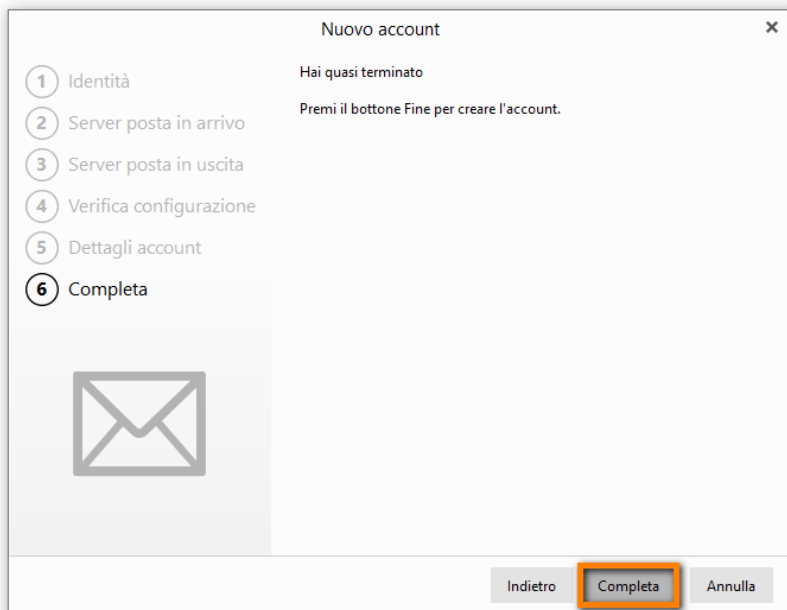 Nuovo account
1 Identità
2 Server posta in arrivo
3 Server posta in uscita
4 Verifica configurazione
5 Dettagli account
6 Completa
Hai quasi terminato
Premi il bottone Fine per creare l'account.
Indietro
Completa
Annulla